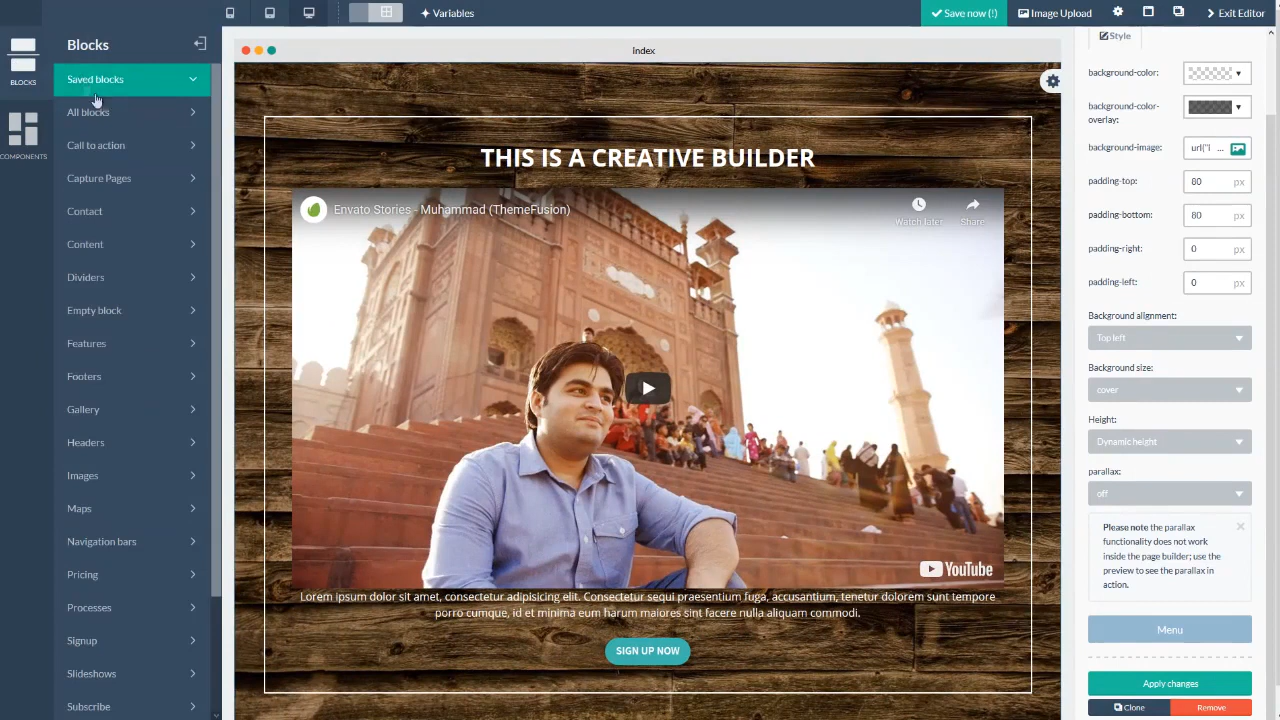 Variables
Save now (!)
Image Upload
Exit Editor
BLOCKS
COMPONENTS
Blocks
Saved blocks
All blocks
Call to action
Capture Pages
Contact
Content
Dividers
Empty block
Features
Footers
Gallery
Headers
Images
Maps
Navigation bars
Pricing
Processes
Signup
Slideshows
Subscribe
index
THIS IS A CREATIVE BUILDER
Envato Stories - Muhammad (ThemeFusion)
Watch later
Share
YouTube
Lorem ipsum dolor sit amet, consectetur adipisicing elit. Consectetur sequi praesentium fuga, accusantium, tenetur dolorem sunt tempore
porro cumque, id et minima eum harum maiores sint facere nulla aliquam commodi.
SIGN UP NOW
Style
background-color:
background-color-
overlay:
background-image:
url("l ...
padding-top:
80 px
padding-bottom:
80 px
padding-right:
0 px
padding-left:
0 px
Background alignment:
Top left
Background size:
cover
Height:
Dynamic height
parallax:
off
Please note the parallax
functionality does not work
inside the page builder; use the
preview to see the parallax in
action.
Menu
Apply changes
Clone
Remove